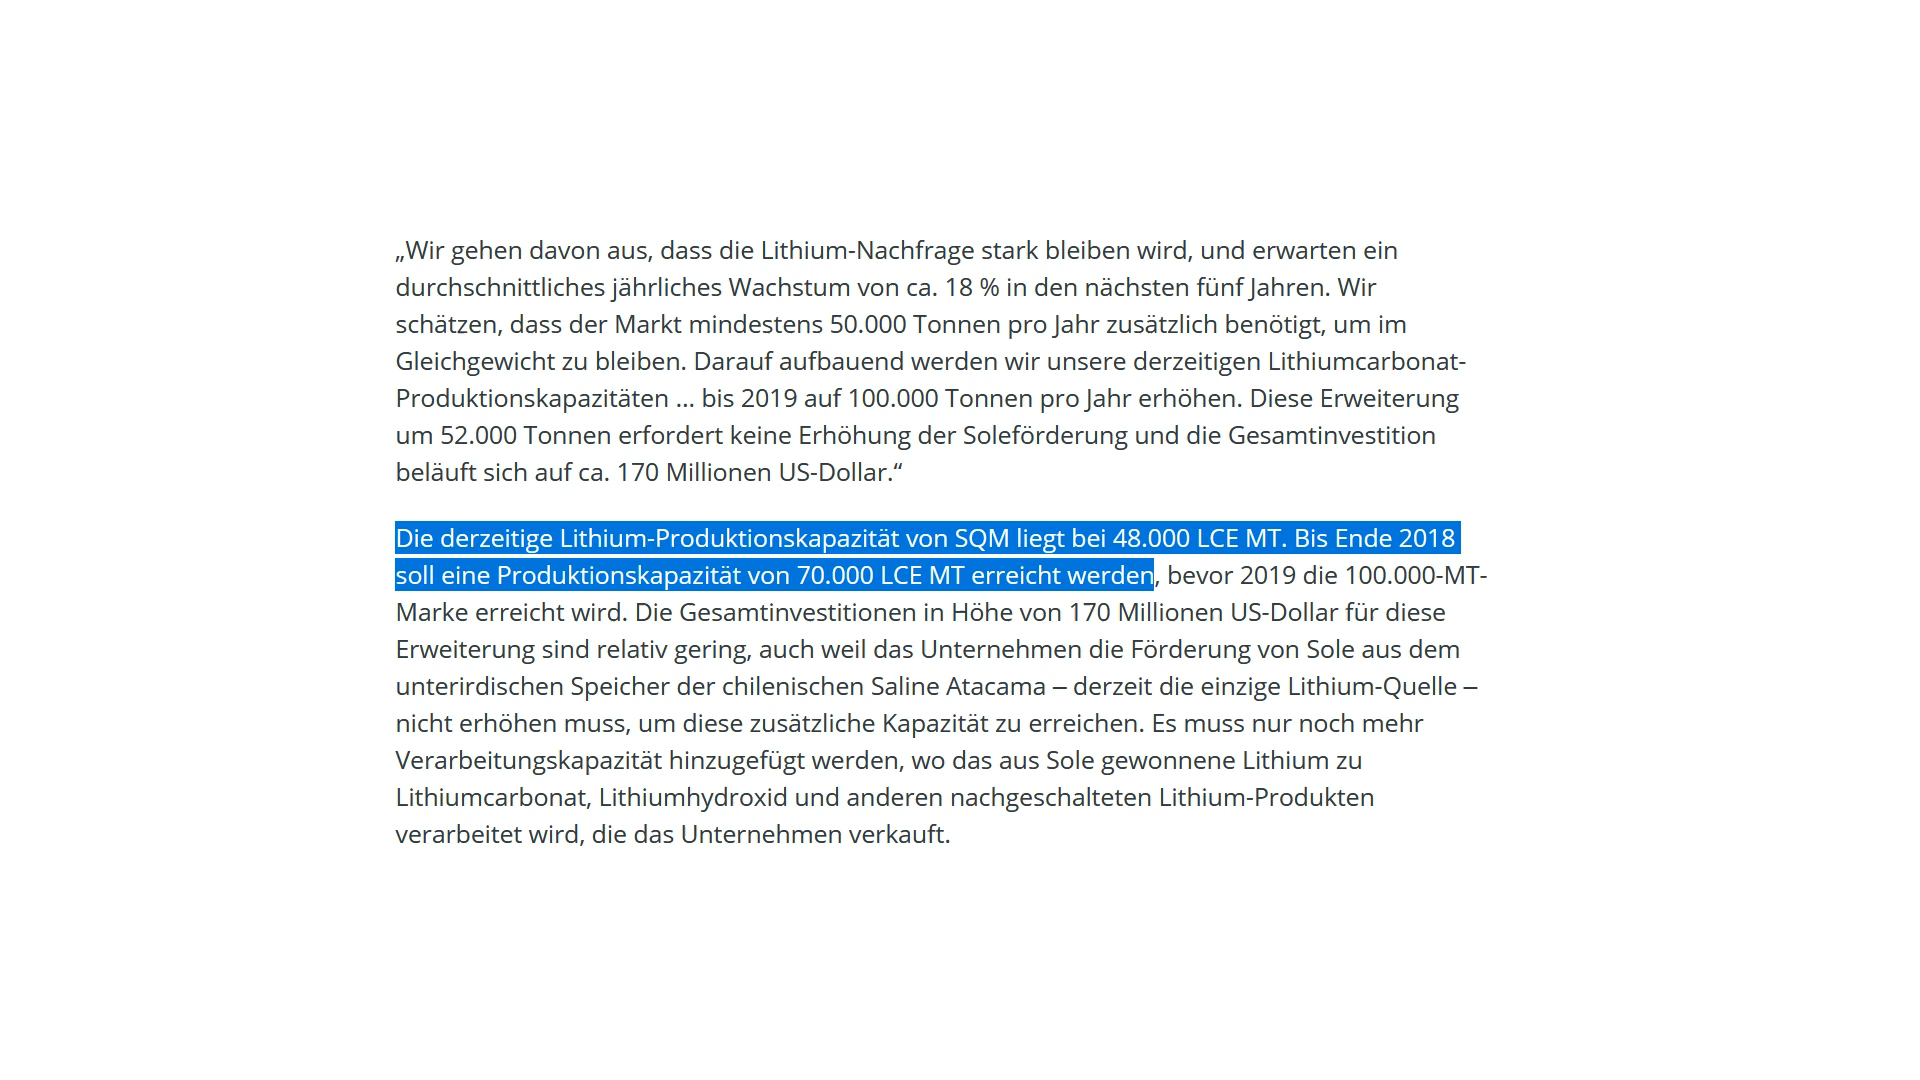 „Wir gehen davon aus, dass die Lithium-Nachfrage stark bleiben wird, und erwarten ein
durchschnittliches jährliches Wachstum von ca. 18 % in den nächsten fünf Jahren. Wir
schätzen, dass der Markt mindestens 50.000 Tonnen pro Jahr zusätzlich benötigt, um im
Gleichgewicht zu bleiben. Darauf aufbauend werden wir unsere derzeitigen Lithiumcarbonat-
Produktionskapazitäten … bis 2019 auf 100.000 Tonnen pro Jahr erhöhen. Diese Erweiterung
um 52.000 Tonnen erfordert keine Erhöhung der Soleförderung und die Gesamtinvestition
beläuft sich auf ca. 170 Millionen US-Dollar.“
Die derzeitige Lithium-Produktionskapazität von SQM liegt bei 48.000 LCE MT. Bis Ende 2018
soll eine Produktionskapazität von 70.000 LCE MT erreicht werden, bevor 2019 die 100.000-MT-
Marke erreicht wird. Die Gesamtinvestitionen in Höhe von 170 Millionen US-Dollar für diese
Erweiterung sind relativ gering, auch weil das Unternehmen die Förderung von Sole aus dem
unterirdischen Speicher der chilenischen Saline Atacama – derzeit die einzige Lithium-Quelle –
nicht erhöhen muss, um diese zusätzliche Kapazität zu erreichen. Es muss nur noch mehr
Verarbeitungskapazität hinzugefügt werden, wo das aus Sole gewonnene Lithium zu
Lithiumcarbonat, Lithiumhydroxid und anderen nachgeschalteten Lithium-Produkten
verarbeitet wird, die das Unternehmen verkauft.